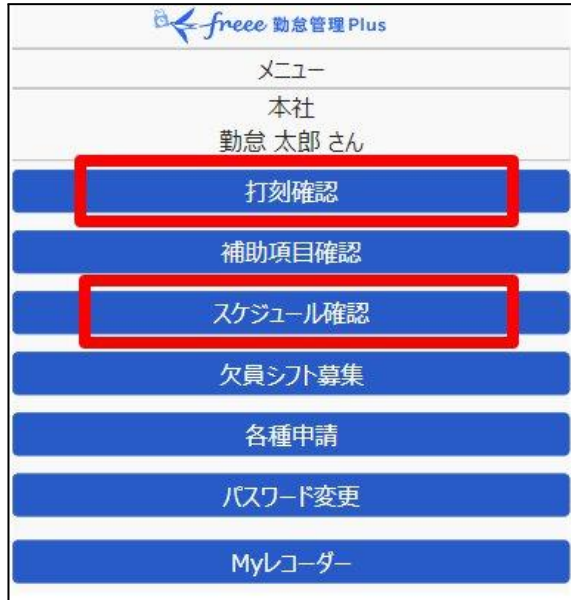 freee 勤怠管理Plus
メニュー
本社
勤怠 太郎 さん
打刻確認
補助項目確認
スケジュール確認
欠員シフト募集
各種申請
パスワード変更
Myレコーダー